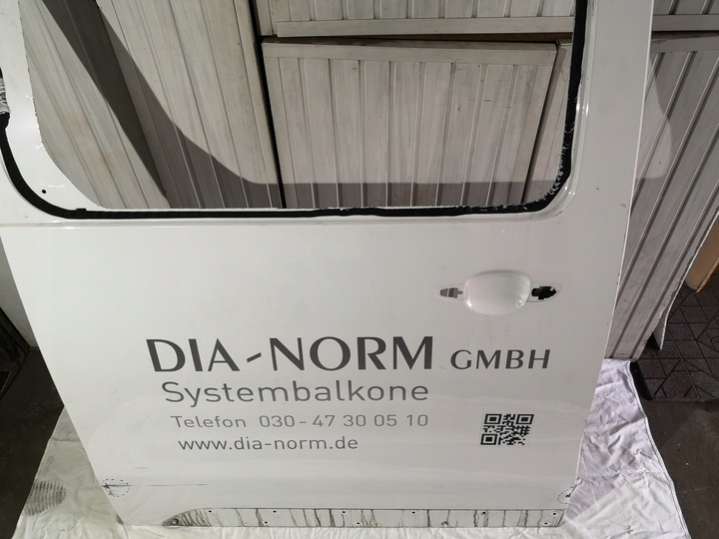 DIA-NORM GMBH
Systembalkone
Telefon 030-47 30 05 10
www.dia-norm.de